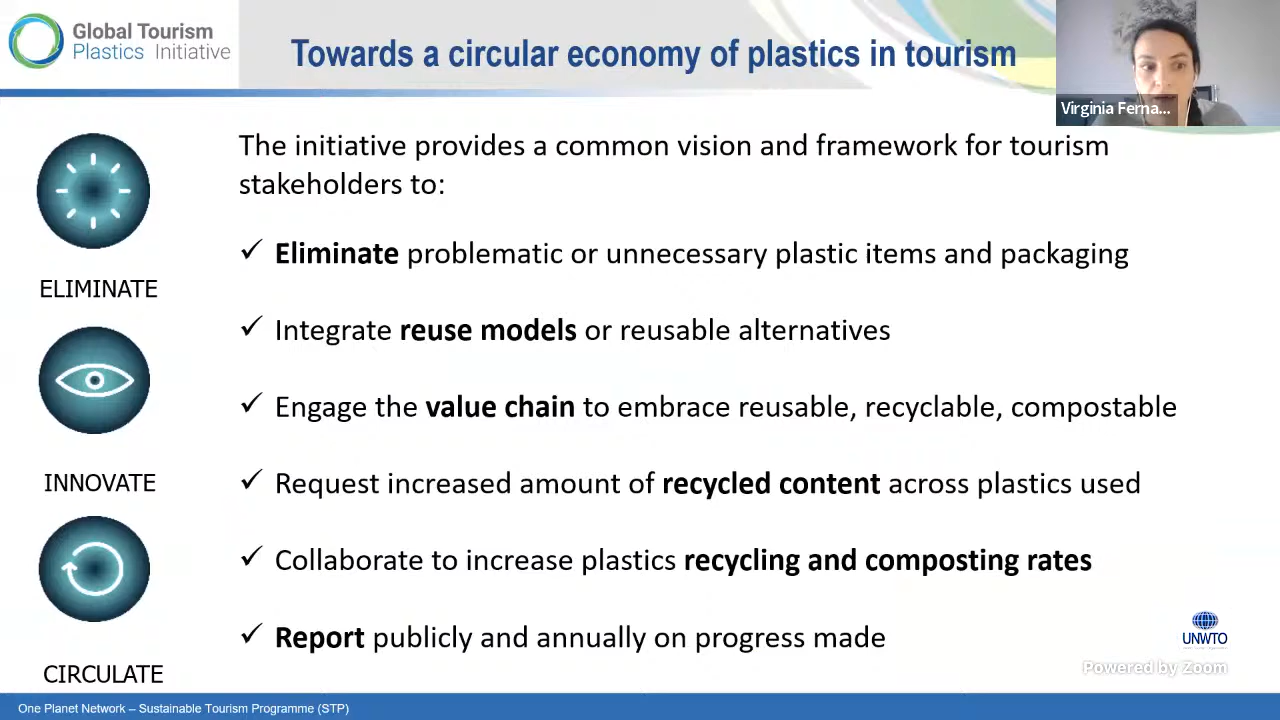 Global Tourism
Plastics Initiative
Towards a circular economy of plastics in tourism
Virginia Ferna...
The initiative provides a common vision and framework for tourism
stakeholders to:
✓ Eliminate problematic or unnecessary plastic items and packaging
ELIMINATE
✓ Integrate reuse models or reusable alternatives
✓ Engage the value chain to embrace reusable, recyclable, compostable
INNOVATE
✓ Request increased amount of recycled content across plastics used
✓ Collaborate to increase plastics recycling and composting rates
✓ Report publicly and annually on progress made
CIRCULATE
UNWTO
Powered by Zoom
One Planet Network – Sustainable Tourism Programme (STP)